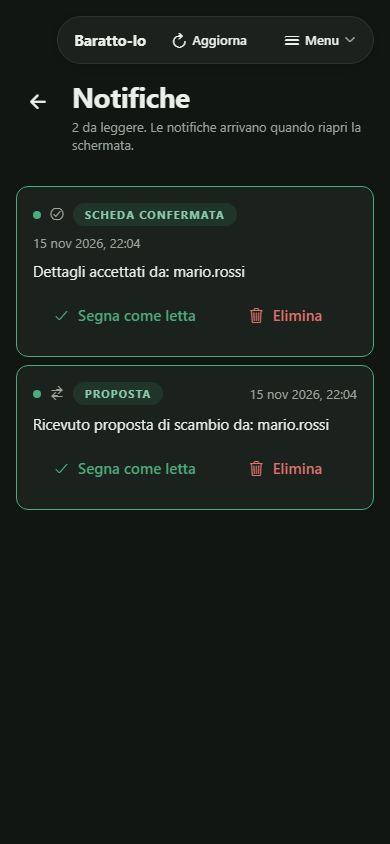 Baratto-lo Aggiorna Menu
Notifiche
2 da leggere. Le notifiche arrivano quando riapri la
schermata.
SCHEDA CONFERMATA
15 nov 2026, 22:04
Dettagli accettati da: mario.rossi
Segna come letta Elimina
PROPOSTA 15 nov 2026, 22:04
Ricevuto proposta di scambio da: mario.rossi
Segna come letta Elimina